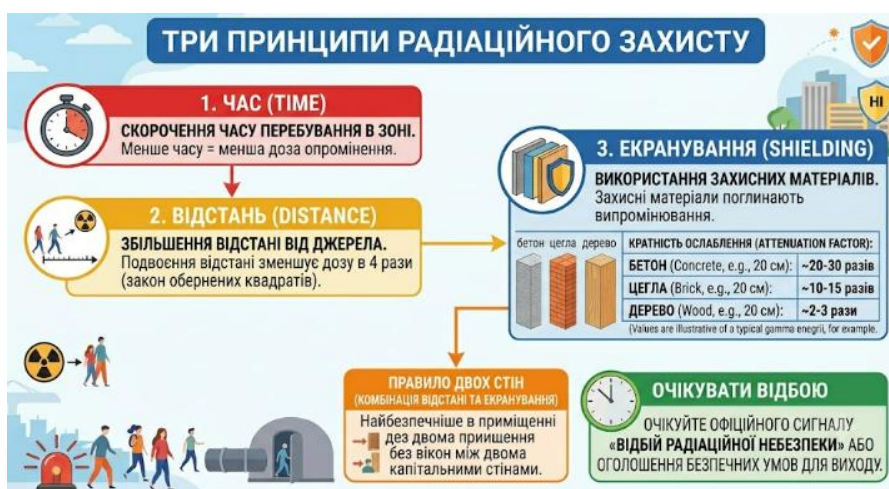 ТРИ ПРИНЦИПИ РАДІАЦІЙНОГО ЗАХИСТУ
1. ЧАС (TIME)
СКОРОЧЕННЯ ЧАСУ ПЕРЕБУВАННЯ В ЗОНІ.
Менше часу = менша доза опромінення.
2. ВІДСТАНЬ (DISTANCE)
ЗБІЛЬШЕННЯ ВІДСТАНІ ВІД ДЖЕРЕЛА.
Подвоєння відстані зменшує дозу в 4 рази
(закон обернених квадратів).
НІ
3. ЕКРАНУВАННЯ (SHIELDING)
ВИКОРИСТАННЯ ЗАХИСНИХ МАТЕРІАЛІВ.
Захисні матеріали поглинають
випромінювання.
бетон цегла дерево
КРАТНІСТЬ ОСЛАБЛЕННЯ (ATTENUATION FACTOR):
БЕТОН (Concrete, e.g., 20 см): ~20-30 разів
ЦЕГЛА (Brick, e.g., 20 см): ~10-15 разів
ДЕРЕВО (Wood, e.g., 20 см): ~2-3 рази
(Values are illustrative of a typical gamma enegrii, for example.
ПРАВИЛО ДВОХ СТІН
(КОМБІНАЦІЯ ВІДСТАНІ ТА ЕКРАНУВАННЯ)
Найбезпечніше в приміщенні
дез двома приищення
без вікон між двома
капітальними стінами.
ОЧІКУВАТИ ВІДБОЮ
ОЧІКУЙТЕ ОФІЦІЙНОГО СИГНАЛУ
«ВІДБІЙ РАДІАЦІЙНОЇ НЕБЕЗПЕКИ» АБО
ОГОЛОШЕННЯ БЕЗПЕЧНИХ УМОВ ДЛЯ ВИХОДУ.